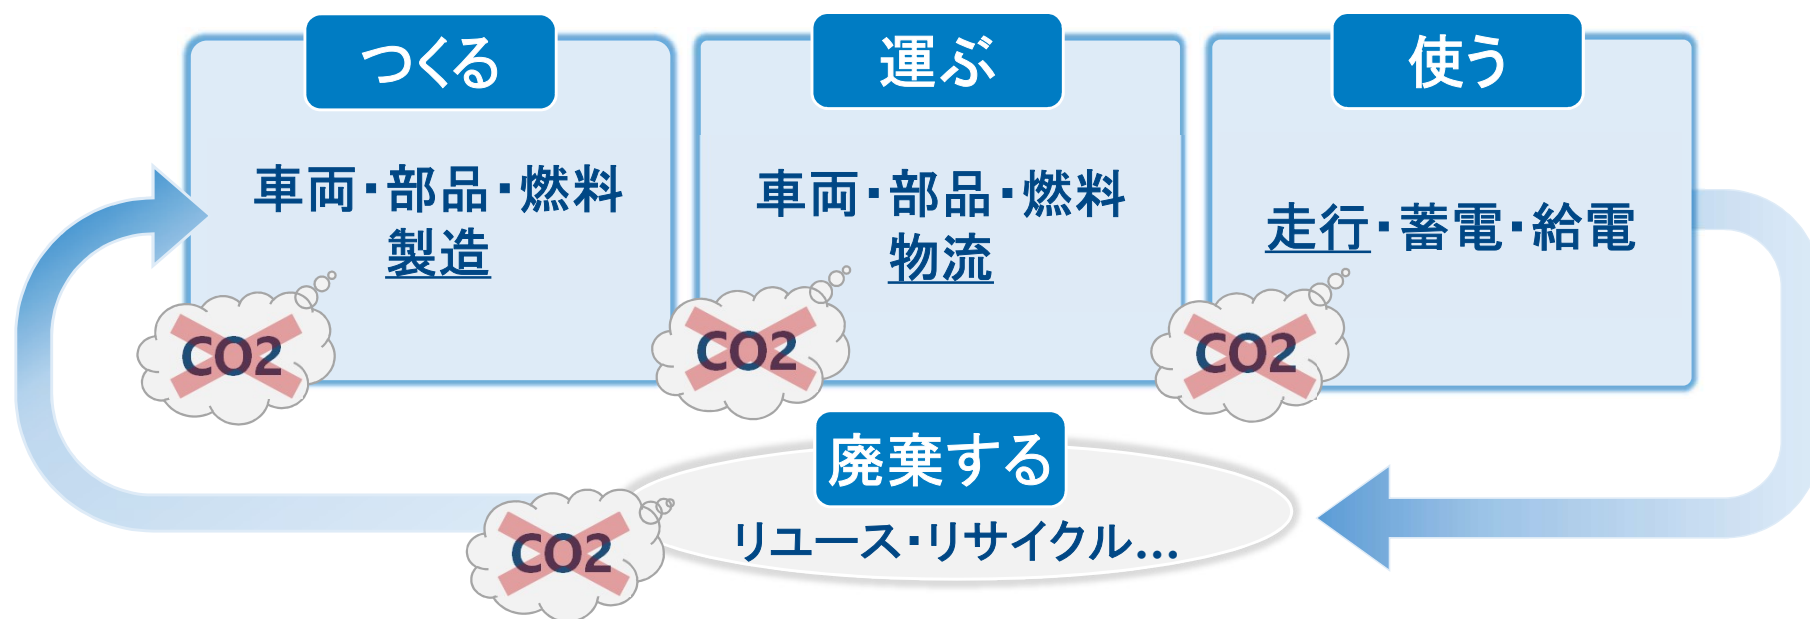 つくる
車両・部品・燃料
製造
CO2
運ぶ
車両・部品・燃料
物流
CO2
使う
走行・蓄電・給電
CO2
廃棄する
リユース・リサイクル...
CO2